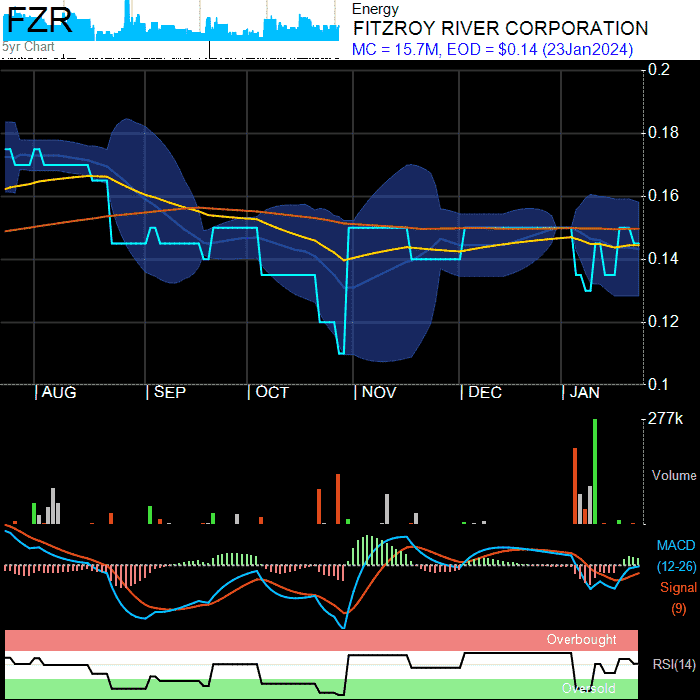 FZR
5yr Chart
Energy
FITZROY RIVER CORPORATION
MC = 15.7M, EOD = $0.14 (23Jan2024)
0.2
0.18
0.16
0.14
0.12
0.1
AUG SEP OCT NOV DEC JAN
277k
Volume
MACD
(12-26)
Signal
(9)
Overbought
RSI(14)
Oversold